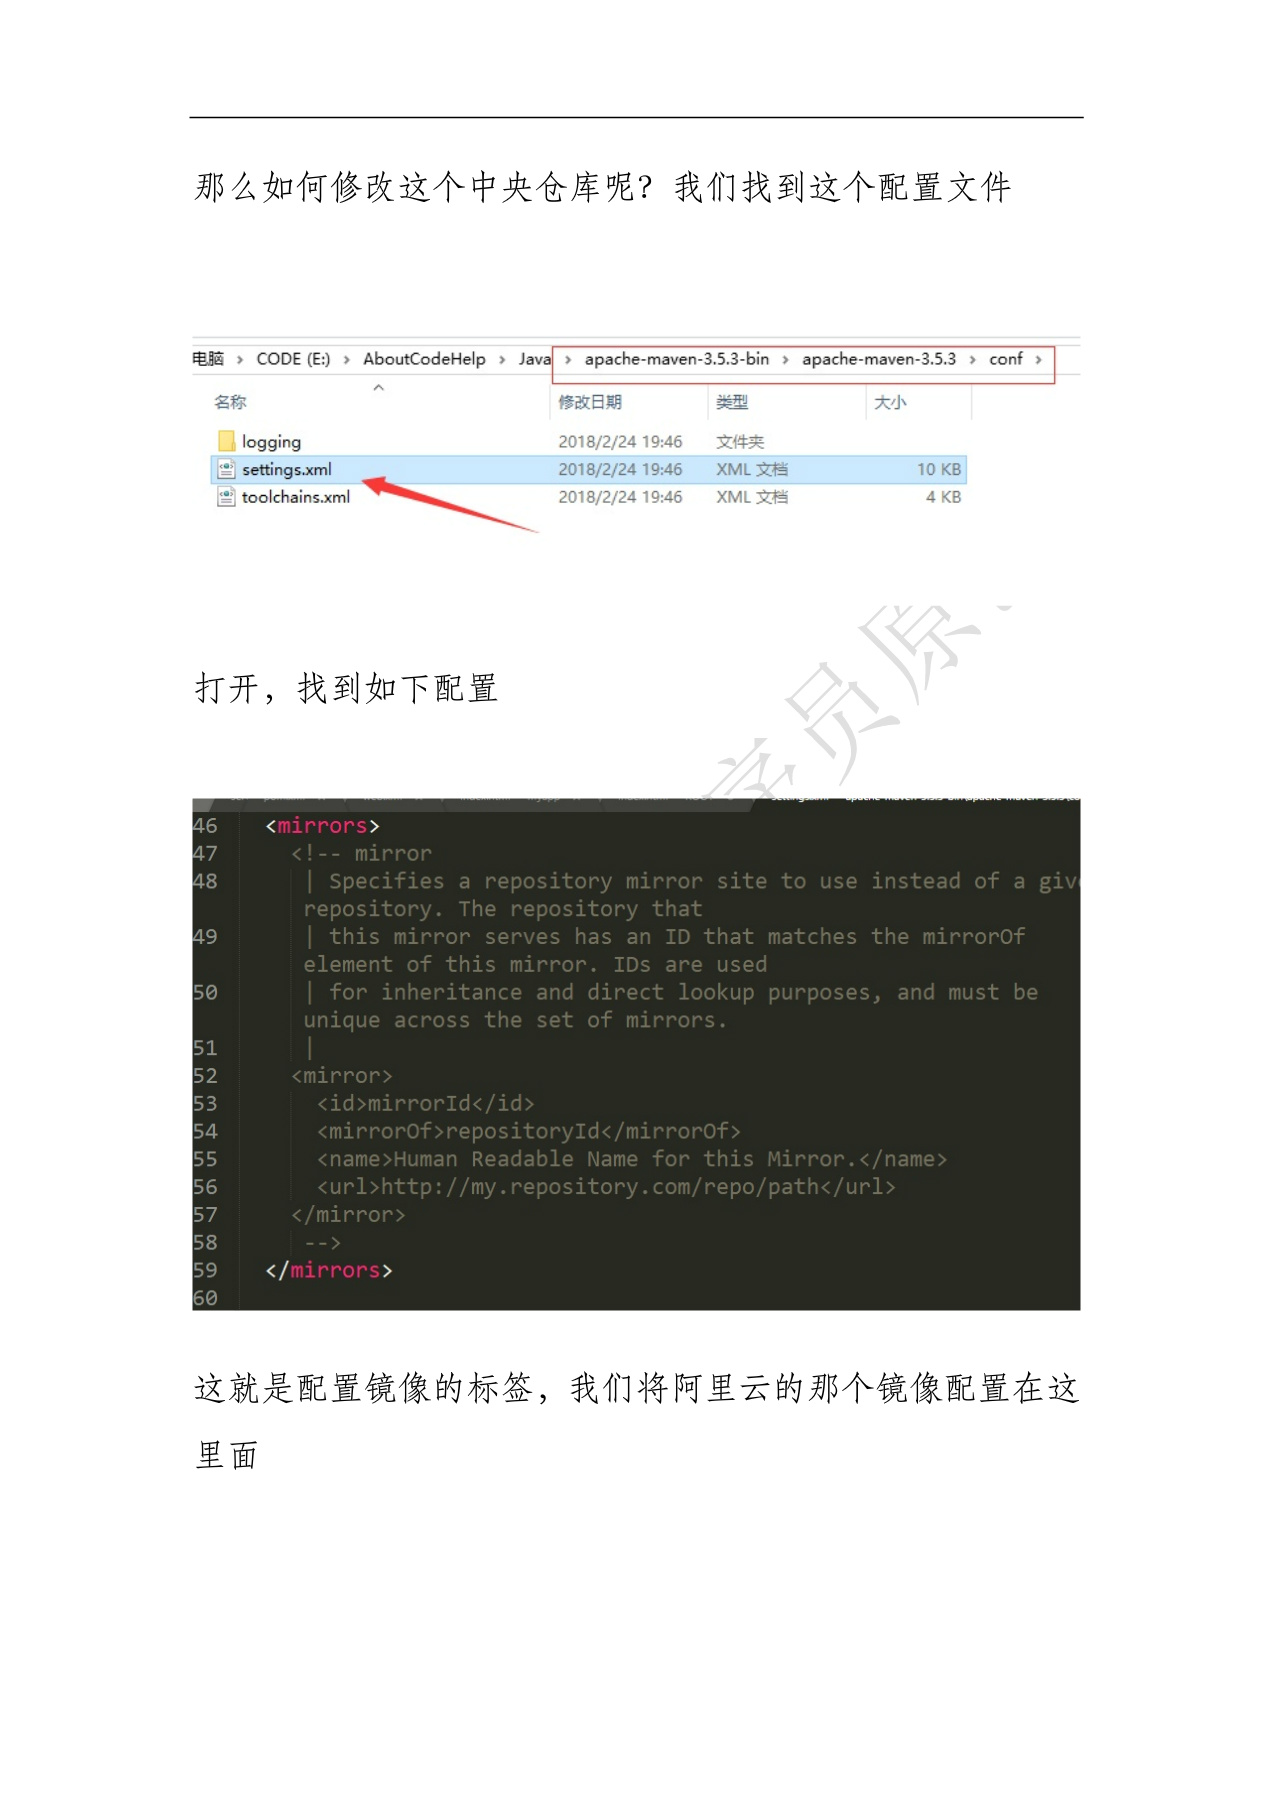 那么如何修改这个中央仓库呢？我们找到这个配置文件
电脑 › CODE (E:) › AboutCodeHelp › Java › apache-maven-3.5.3-bin › apache-maven-3.5.3 › conf ›
名称 修改日期 类型 大小
logging 2018/2/24 19:46 文件夹
settings.xml 2018/2/24 19:46 XML 文档 10 KB
toolchains.xml 2018/2/24 19:46 XML 文档 4 KB
学员原
打开，找到如下配置
46 <mirrors>
47 <!-- mirror
48 | Specifies a repository mirror site to use instead of a giv
repository. The repository that
49 | this mirror serves has an ID that matches the mirrorOf
element of this mirror. IDs are used
50 | for inheritance and direct lookup purposes, and must be
unique across the set of mirrors.
51 |
52 <mirror>
53 <id>mirrorId</id>
54 <mirrorOf>repositoryId</mirrorOf>
55 <name>Human Readable Name for this Mirror.</name>
56 <url>http://my.repository.com/repo/path</url>
57 </mirror>
58 -->
59 </mirrors>
60
这就是配置镜像的标签，我们将阿里云的那个镜像配置在这
里面